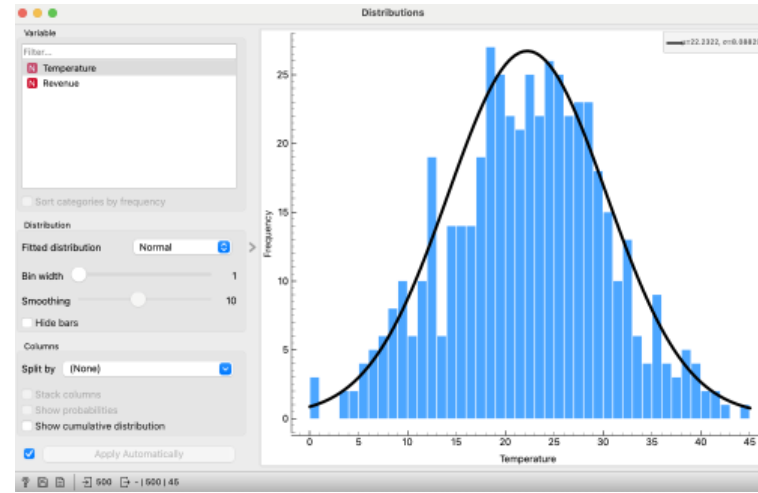 Distributions
Variable
Filter...
N Temperature
N Revenue
Sort categories by frequency
Distribution
Fitted distribution Normal
Bin width 1
Smoothing 10
Hide bars
Columns
Split by (None)
Stack columns
Show probabilities
Show cumulative distribution
Apply Automatically
? 500 - | 500 | 45
Frequency
25
20
15
10
5
0
0 5 10 15 20 25 30 35 40 45
Temperature